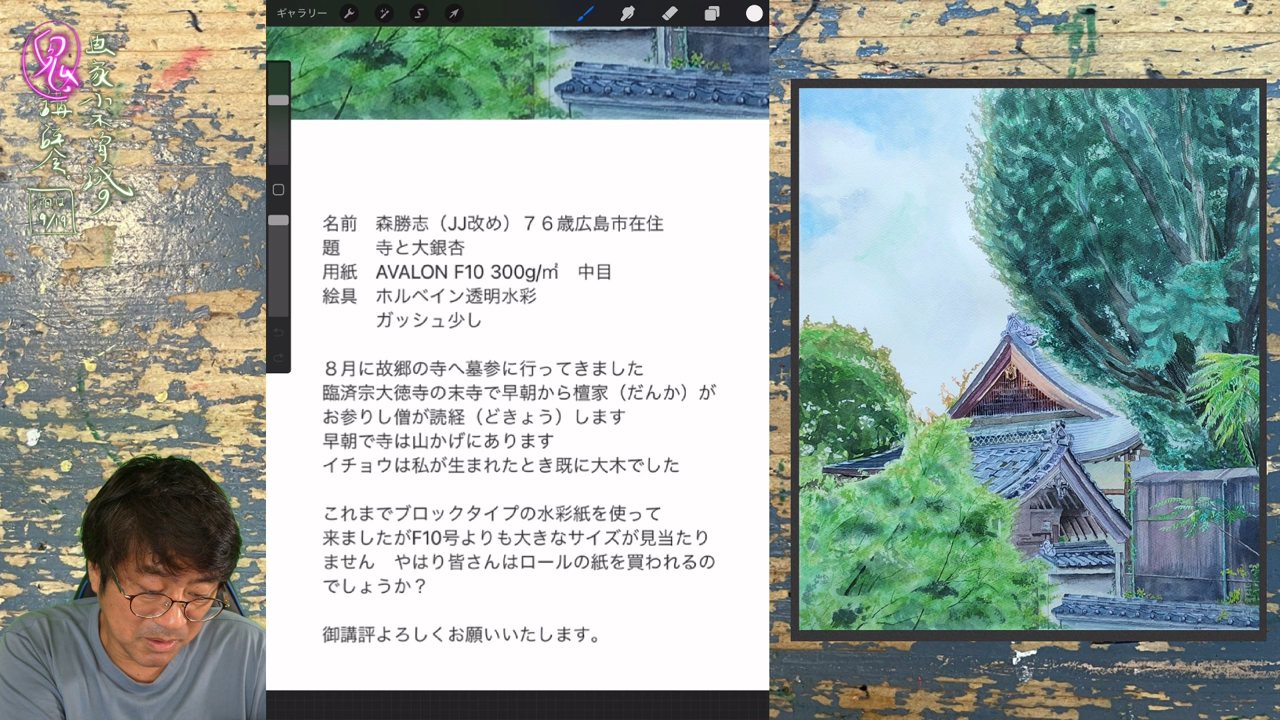 画家小木曽誠の
鬼講評会
ギャラリー
名前 森勝志（JJ改め）７６歳広島市在住
題 寺と大銀杏
用紙 AVALON F10 300g/㎡ 中目
絵具 ホルベイン透明水彩
ガッシュ少し
８月に故郷の寺へ墓参に行ってきました
臨済宗大徳寺の末寺で早朝から檀家（だんか）が
お参りし僧が読経（どきょう）します
早朝で寺は山かげにあります
イチョウは私が生まれたとき既に大木でした
これまでブロックタイプの水彩紙を使って
来ましたがF10号よりも大きなサイズが見当たり
ません やはり皆さんはロールの紙を買われるの
でしょうか？
御講評よろしくお願いいたします。